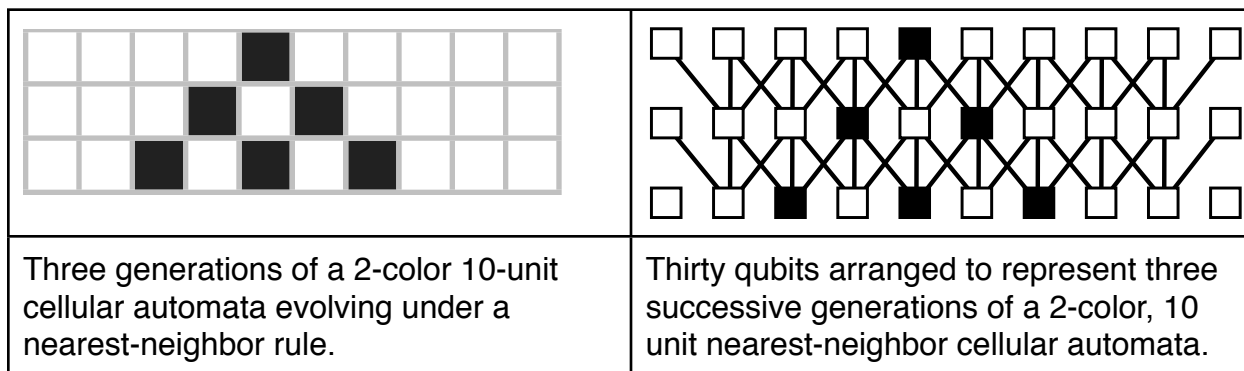 Three generations of a 2-color 10-unit
cellular automata evolving under a
nearest-neighbor rule.
Thirty qubits arranged to represent three
successive generations of a 2-color, 10
unit nearest-neighbor cellular automata.